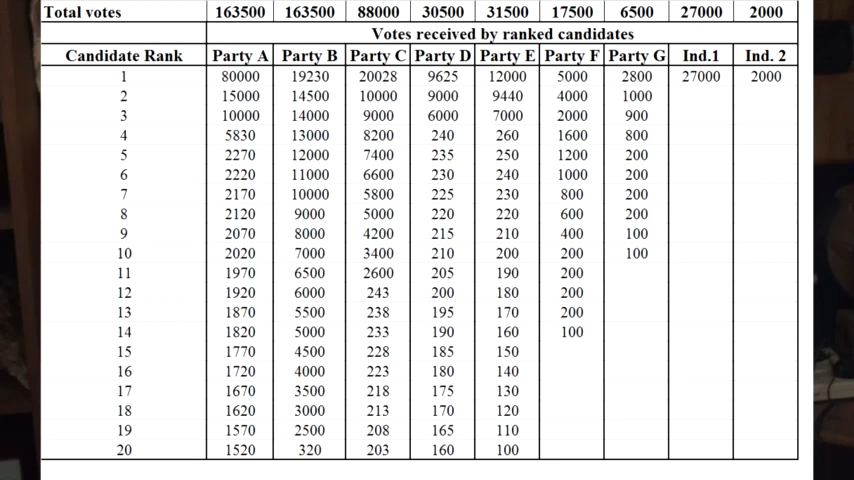 Total votes 163500 163500 88000 30500 31500 17500 6500 27000 2000
Votes received by ranked candidates
Candidate Rank Party A Party B Party C Party D Party E Party F Party G Ind.1 Ind. 2
1 80000 19230 20028 9625 12000 5000 2800 27000 2000
2 15000 14500 10000 9000 9440 4000 1000
3 10000 14000 9000 6000 7000 2000 900
4 5830 13000 8200 240 260 1600 800
5 2270 12000 7400 235 250 1200 200
6 2220 11000 6600 230 240 1000 200
7 2170 10000 5800 225 230 800 200
8 2120 9000 5000 220 220 600 200
9 2070 8000 4200 215 210 400 100
10 2020 7000 3400 210 200 200 100
11 1970 6500 2600 205 190 200
12 1920 6000 243 200 180 200
13 1870 5500 238 195 170 200
14 1820 5000 233 190 160 100
15 1770 4500 228 185 150
16 1720 4000 223 180 140
17 1670 3500 218 175 130
18 1620 3000 213 170 120
19 1570 2500 208 165 110
20 1520 320 203 160 100